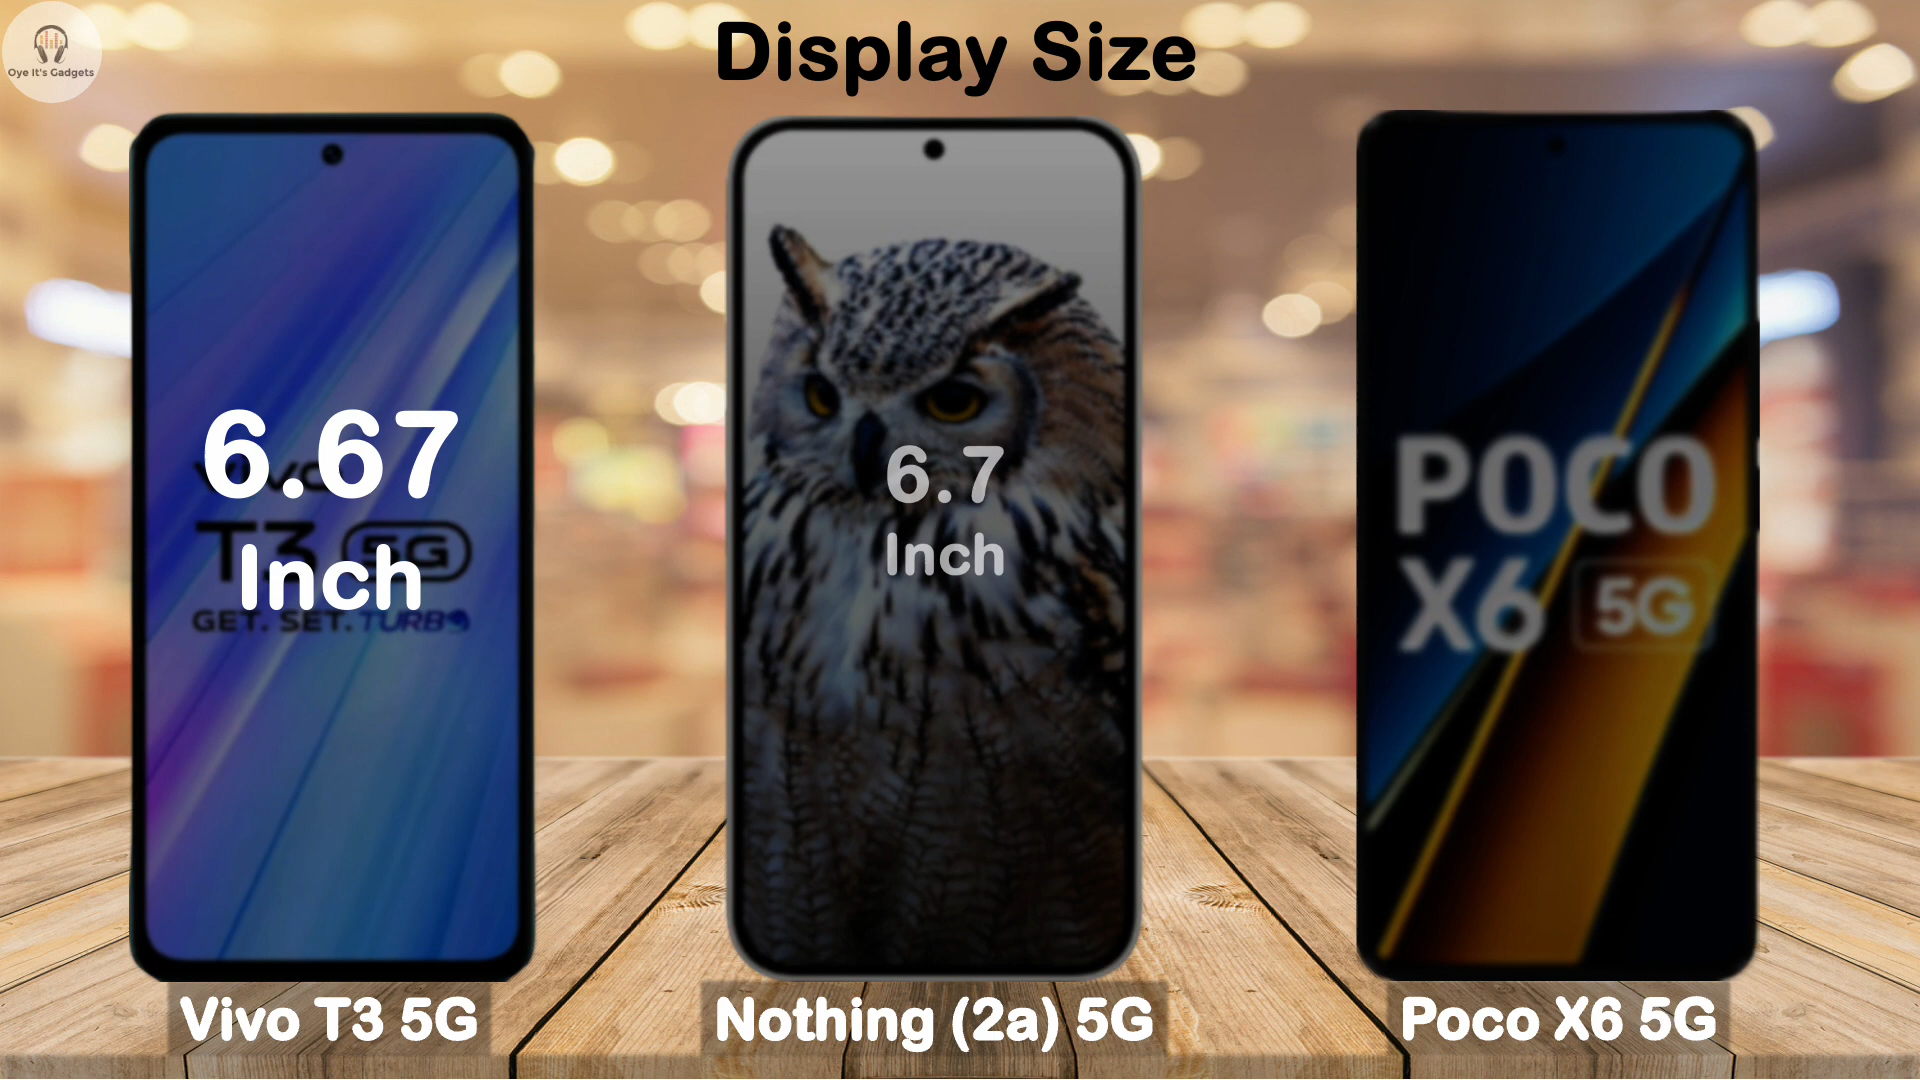 Oye It's Gadgets
Display Size
6.67
Inch
vivo
T3 5G
GET. SET. TURBO
6.7
Inch
POCO
X6 5G
Vivo T3 5G
Nothing (2a) 5G
Poco X6 5G